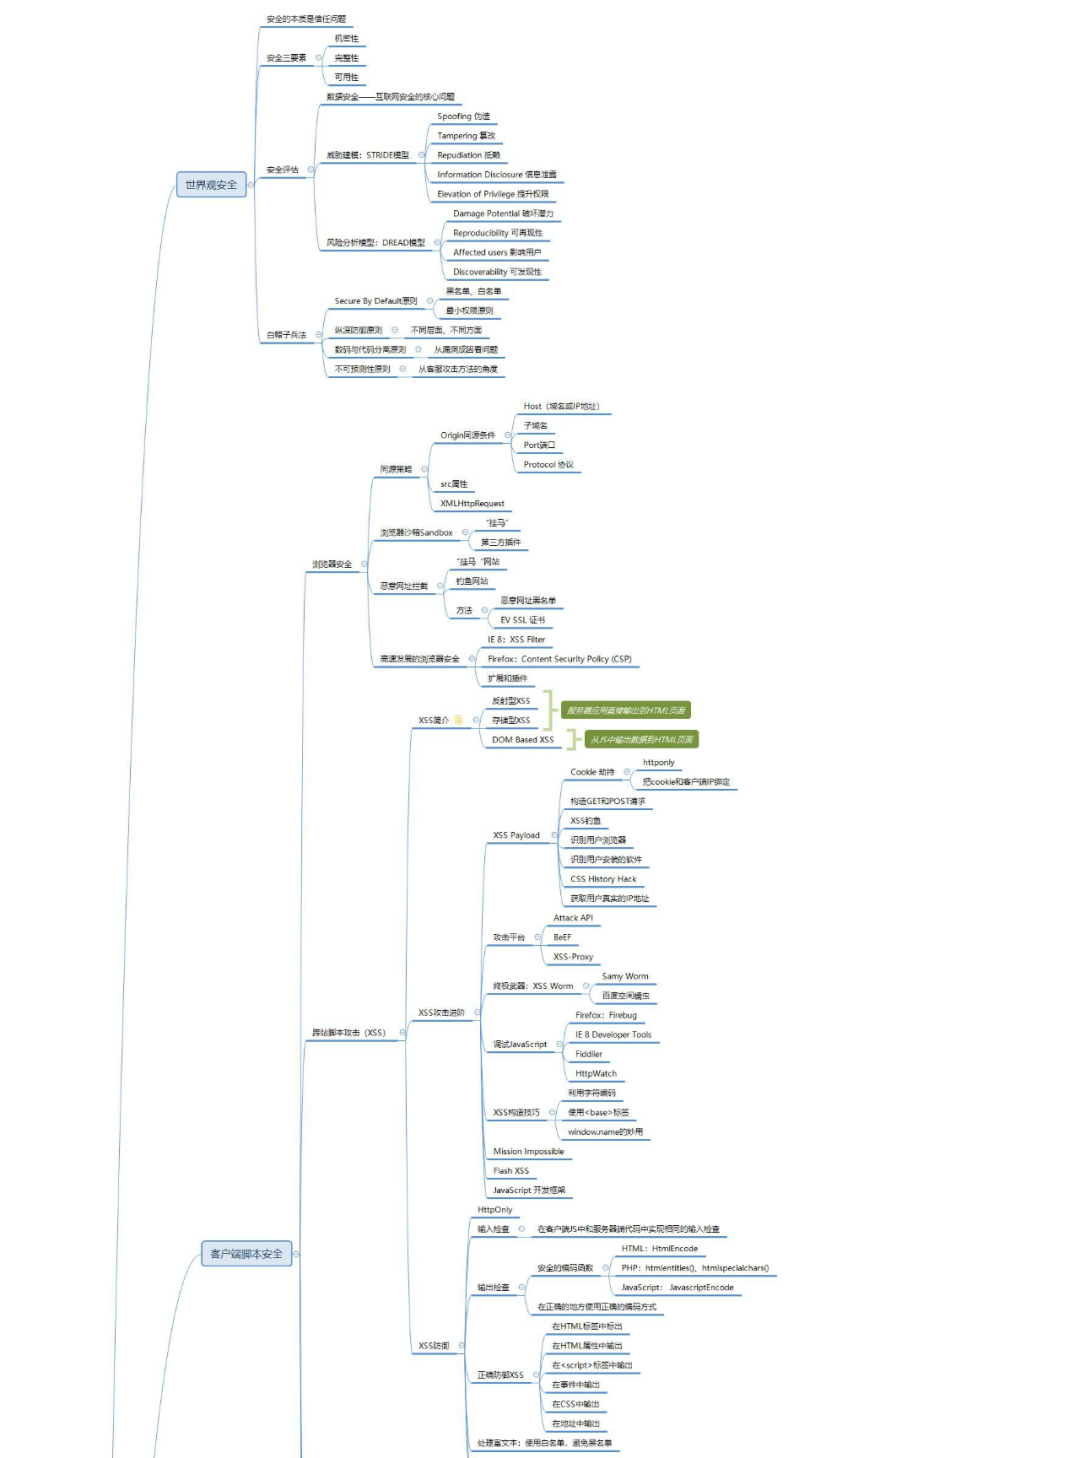 安全的本质是信任问题
机密性
安全三要素
完整性
可用性
数据安全——互联网安全的核心问题
Spoofing 伪造
Tampering 篡改
威胁建模：STRIDE模型
Repudiation 抵赖
安全评估
Information Disclosure 信息泄露
世界观安全
Elevation of Privilege 提升权限
Damage Potential 破坏潜力
Reproducibility 可再现性
风险分析模型：DREAD模型
Affected users 影响用户
Discoverability 可发现性
黑名单、白名单
Secure By Default原则
最小权限原则
白帽子兵法
纵深防御原则
不同层面、不同方面
数码与代码分离原则
从漏洞成因看问题
不可预测性原则
从客服攻击方法的角度
Host（域名或IP地址）
子域名
Origin同源条件
Port端口
Protocol 协议
同源策略
src属性
XMLHttpRequest
"挂马"
浏览器沙箱Sandbox
第三方插件
浏览器安全
"挂马 "网站
钓鱼网站
恶意网址拦截
恶意网址黑名单
方法
EV SSL 证书
IE 8：XSS Filter
高速发展的浏览器安全
Firefox：Content Security Policy (CSP)
扩展和插件
反射型XSS
服务器应用直接输出到HTML页面
XSS简介
存储型XSS
DOM Based XSS
从JS中输出数据到HTML页面
httponly
Cookie 劫持
把cookie和客户端IP绑定
构造GET和POST请求
XSS钓鱼
XSS Payload
识别用户浏览器
识别用户安装的软件
CSS History Hack
获取用户真实的IP地址
Attack API
攻击平台
BeEF
XSS-Proxy
Samy Worm
终极武器：XSS Worm
百度空间蠕虫
XSS攻击进阶
Firefox：Firebug
跨站脚本攻击（XSS）
IE 8 Developer Tools
调试JavaScript
Fiddler
HttpWatch
利用字符编码
XSS构造技巧
使用<base>标签
window.name的妙用
Mission Impossible
Flash XSS
JavaScript 开发框架
HttpOnly
输入检查
在客户端JS中和服务器端代码中实现相同的输入检查
客户端脚本安全
HTML：HtmlEncode
安全的编码函数
PHP：htmlentities()、htmlspecialchars()
输出检查
JavaScript： JavascriptEncode
在正确的地方使用正确的编码方式
在HTML标签中标出
XSS防御
在HTML属性中输出
在<script>标签中输出
正确防御XSS
在事件中输出
在CSS中输出
在地址中输出
处理富文本：使用白名单，避免黑名单